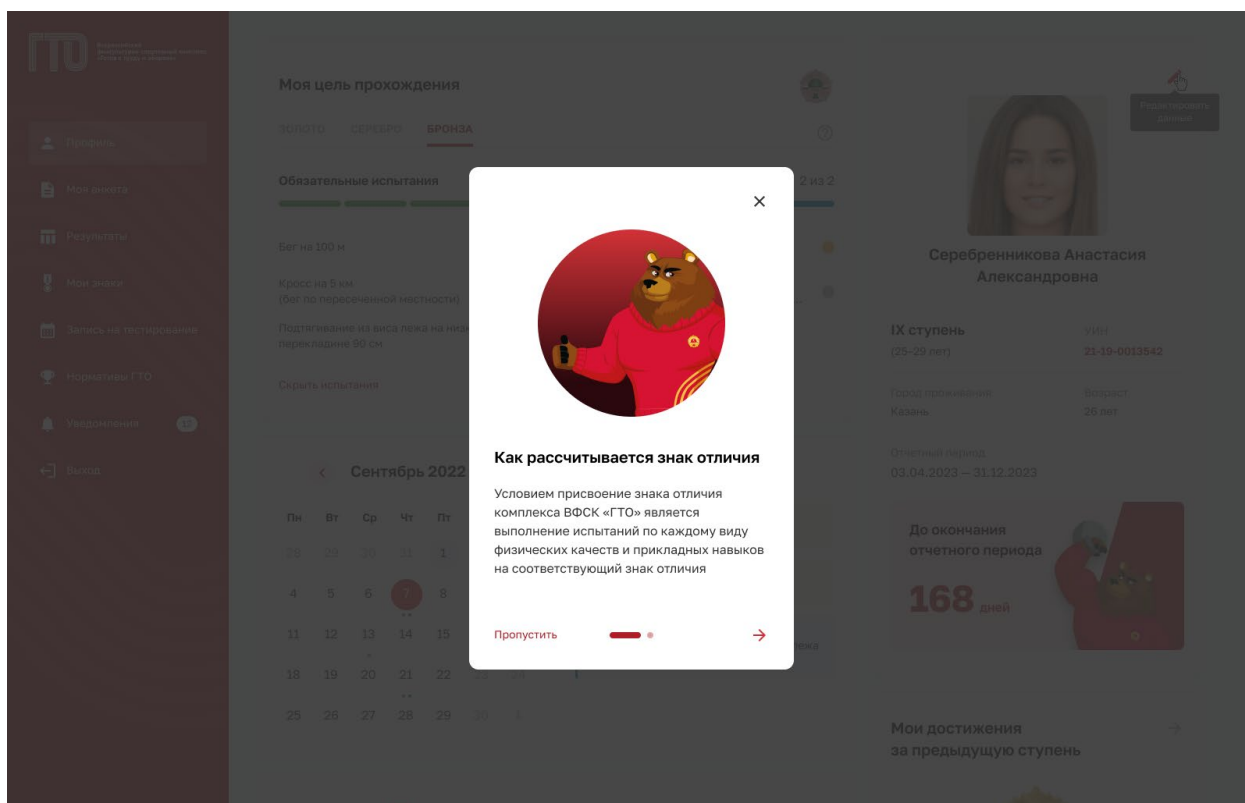 ГТО
Моя цель прохождения
ЗОЛОТО СЕРЕБРО БРОНЗА
Редактировать
данные
Профиль
Моя анкета
Результаты
Мои знаки
Запись на тестирование
Нормативы ГТО
Уведомления
Выход
Обязательные испытания
2 из 2
Бег на 100 м
Кросс на 5 км
(бег по пересеченной местности)
Подтягивание из виса лежа на низ
перекладине 90 см
Скрыть испытания
Как рассчитывается знак отличия
Условием присвоение знака отличия
комплекса ВФСК «ГТО» является
выполнение испытаний по каждому виду
физических качеств и прикладных навыков
на соответствующий знак отличия
Пропустить
Сентябрь 2022
Пн Вт Ср Чт Пт
28 29 30 31 1
4 5 6 7 8
11 12 13 14 15
18 19 20 21 22 23 24
25 26 27 28 29 30 1
Серебренникова Анастасия
Александровна
IX ступень УИН
(25-29 лет) 21-19-0013542
Город проживания Возраст
Казань 26 лет
Отчетный период
03.04.2023 — 31.12.2023
До окончания
отчетного периода
168 дней
Мои достижения
за предыдущую ступень